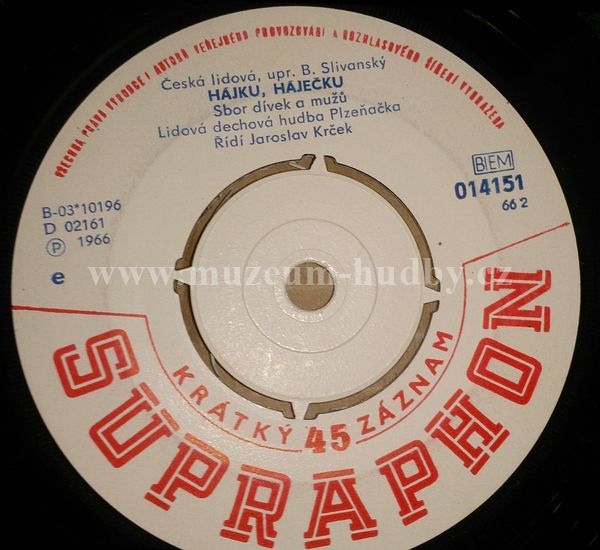 VŠECHNA PRÁVA VÝROBCE I AUTORŮ VEŘEJNÉHO PROVOZOVÁNÍ A ROZHLASOVÉHO ŠÍŘENÍ VYHRAŽENA
Česká lidová, upr. B. Slivanský
HÁJKU, HÁJEČKU
Sbor dívek a mužů
Lidová dechová hudba Plzeňačka
Řídí Jaroslav Krček
BIEM
014151
66 2
B-03*10196
D 02161
Ⓟ 1966
e
www.muzeum-hudby.cz
KRÁTKÝ 45 ZÁZNAM
SUPRAPHON